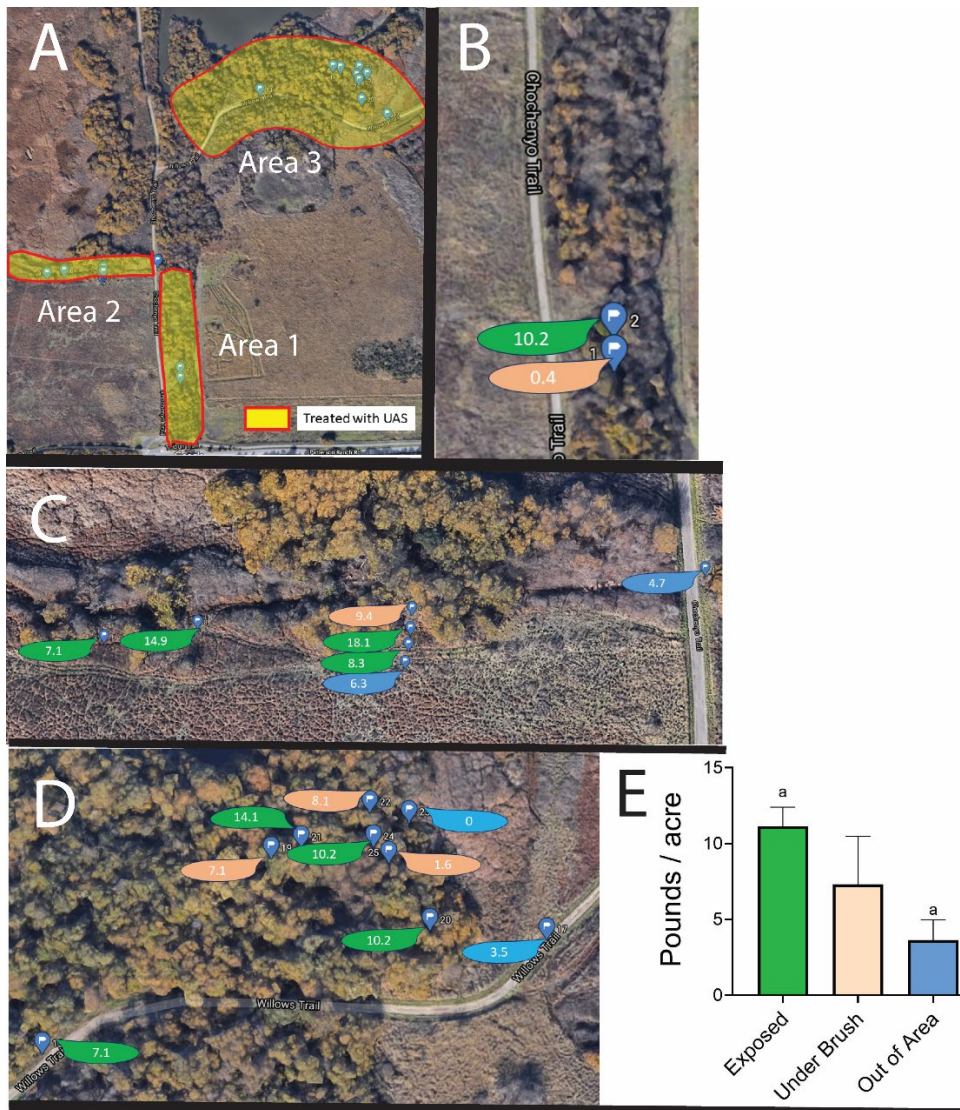 A
Area 3
Area 2
Area 1
Treated with UAS
B
Chochenyo Trail
10.2
2
1
0.4
Trail
C
4.7
9.4
14.9
18.1
7.1
8.3
6.3
D
8.1
22
14.1
0
21
24
19
10.2
25
7.1
1.6
20
10.2
3.5
17
Willows Trail
Willows Trail
7.1
Willows Trail
E
15
a
10
a
5
0
Pounds / acre
Exposed
Under Brush
Out of Area